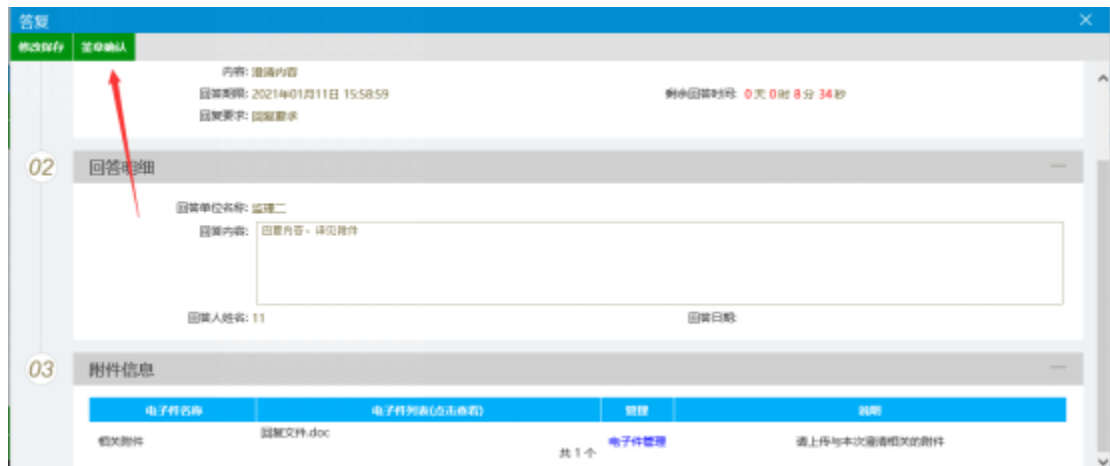 答复
修改保存 签章确认
内容: 澄清内容
回答期限: 2021年01月11日 15:58:59 剩余回答时间: 0 天 0 时 8 分 34 秒
回复要求: 回复要求
02 回答明细
回答单位名称: 监理二
回答内容: 回复内容，详见附件
回答人姓名: 11 回答日期:
03 附件信息
电子件名称 电子件列表(点击查看) 管理 说明
相关附件 回复文件.doc 共 1 个 电子件管理 请上传与本次澄清相关的附件